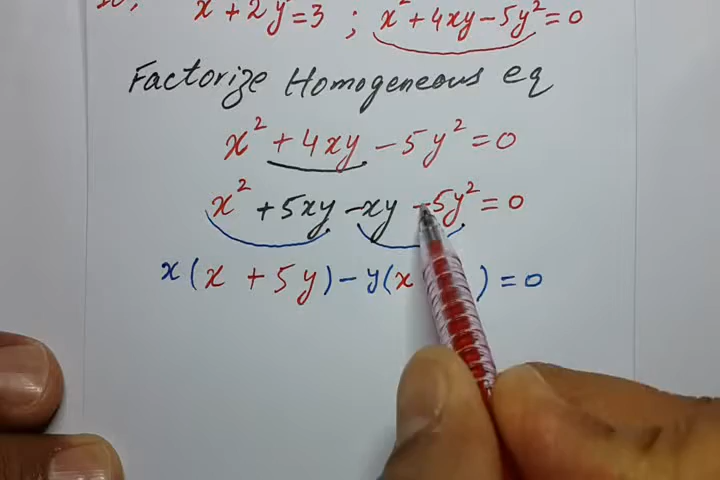 x + 2y = 3 ; x² + 4xy - 5y² = 0
Factorize Homogeneous eq
x² + 4xy - 5y² = 0
x² + 5xy - xy - 5y² = 0
x ( x + 5y ) - y ( x ) = 0